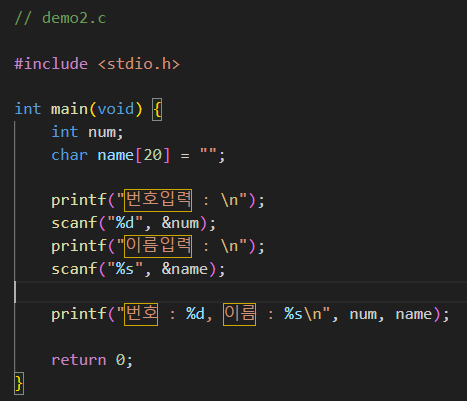 // demo2.c
#include <stdio.h>
int main(void) {
int num;
char name[20] = "";
printf("번호입력 : \n");
scanf("%d", &num);
printf("이름입력 : \n");
scanf("%s", &name);
printf("번호 : %d, 이름 : %s\n", num, name);
return 0;
}